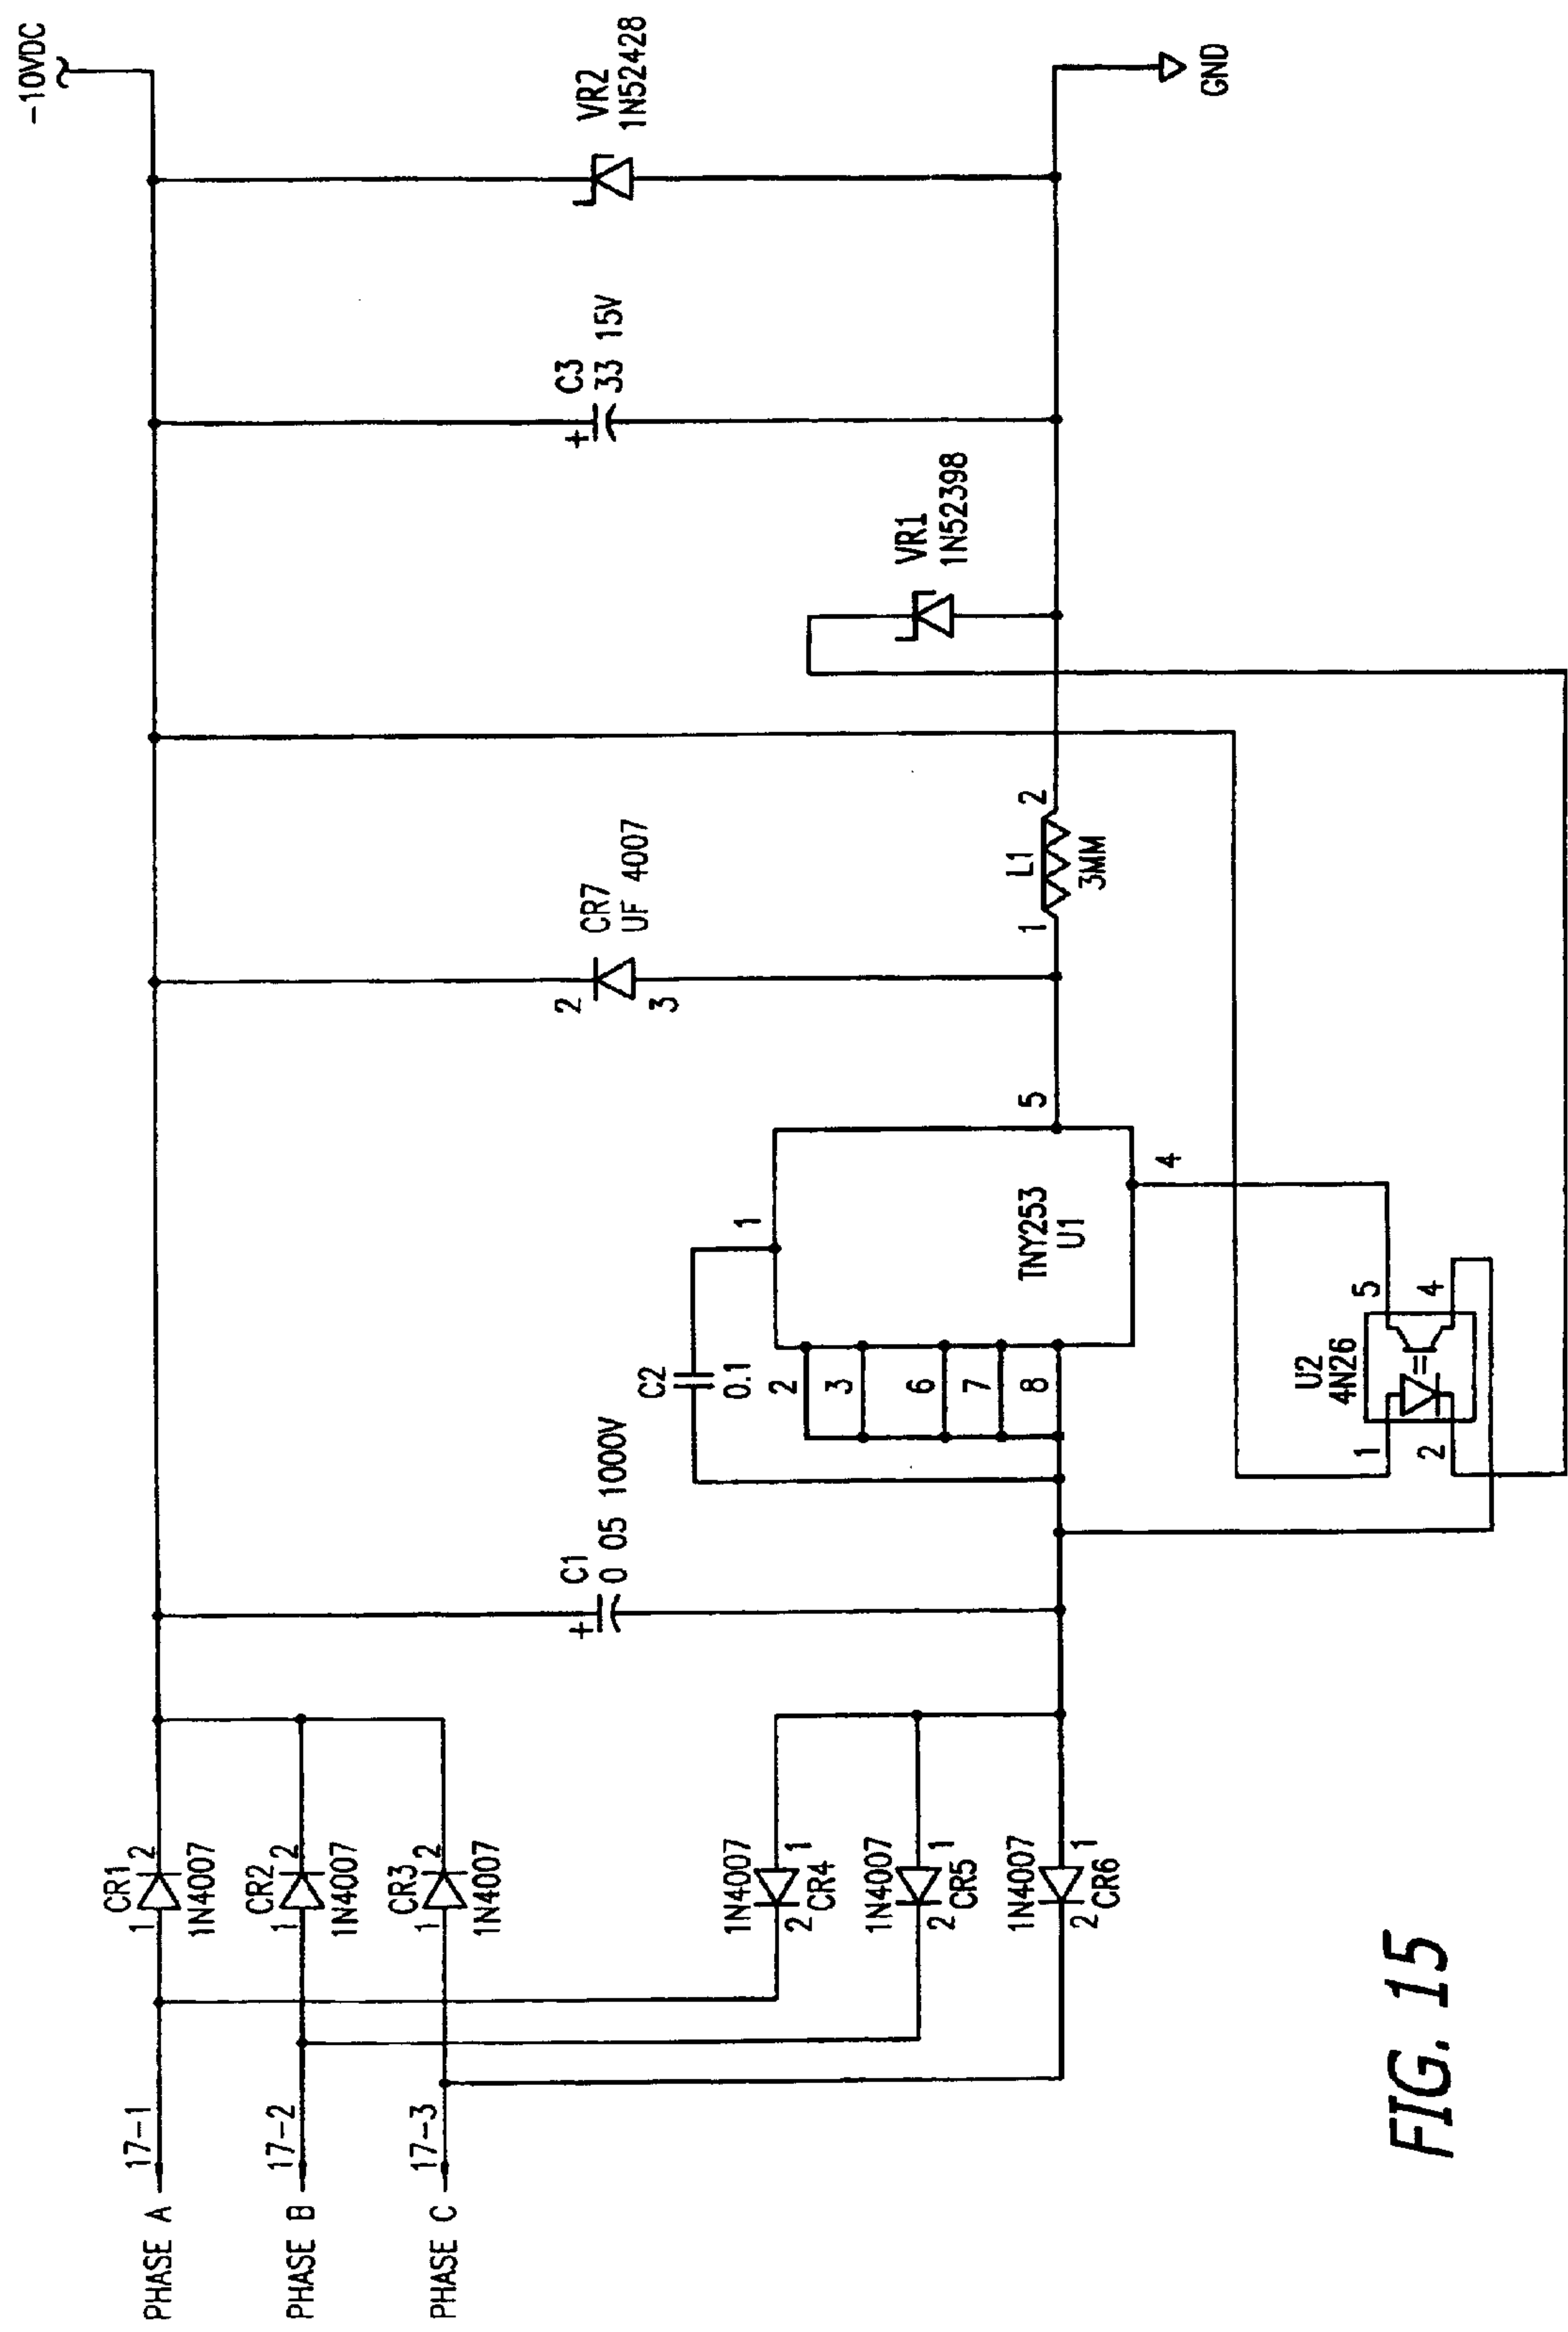 -10VDC
PHASE A
17-1
1
CR1
2
1N4007
PHASE B
17-2
1
CR2
2
1N4007
PHASE C
17-3
1
CR3
2
1N4007
1N4007
2
1
CR4
1N4007
2
1
CR5
1N4007
2
1
CR6
+
C1
0 05 1000V
C2
0.1
1
2
3
6
7
8
TNY253
U1
5
4
2
CR7
UF 4007
3
1
L1
2
3MM
VR1
1N52398
+
C3
33 15V
VR2
1N52428
GND
U2
4N26
1
2
5
4
FIG. 15